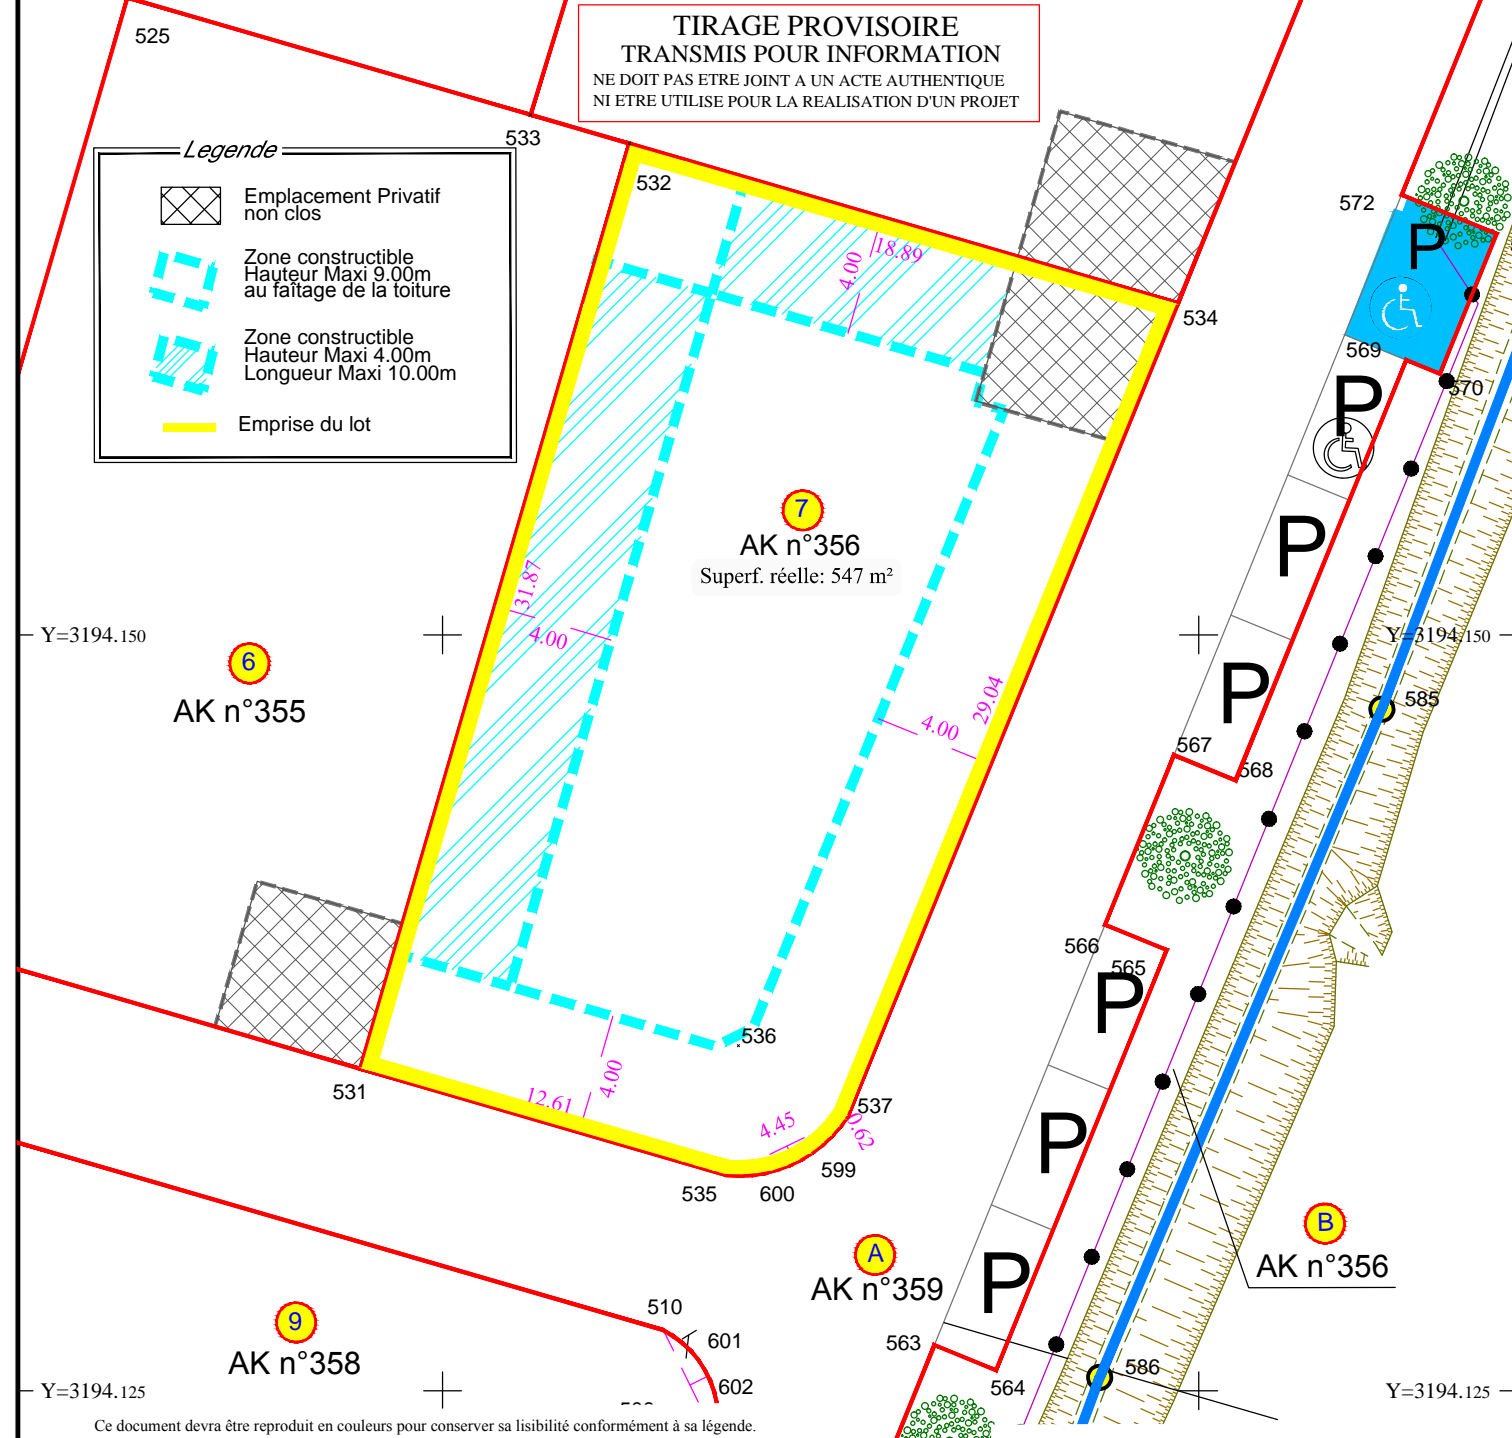 TIRAGE PROVISOIRE
TRANSMIS POUR INFORMATION
NE DOIT PAS ETRE JOINT A UN ACTE AUTHENTIQUE
NI ETRE UTILISE POUR LA REALISATION D'UN PROJET
525
533
532
534
572
569
570
Legende
Emplacement Privatif
non clos
Zone constructible
Hauteur Maxi 9.00m
au faîtage de la toiture
Zone constructible
Hauteur Maxi 4.00m
Longueur Maxi 10.00m
Emprise du lot
18.89
4.00
P
P
P
P
7
AK n°356
Superf. réelle: 547 m²
31.87
4.00
29.04
4.00
Y=3194.150
Y=3194.150
6
AK n°355
585
567
568
566
565
P
P
P
536
531
12.61
4.00
4.45
0.62
537
599
535
600
A
AK n°359
B
AK n°356
9
AK n°358
510
601
602
563
564
586
Y=3194.125
Y=3194.125
Ce document devra être reproduit en couleurs pour conserver sa lisibilité conformément à sa légende.